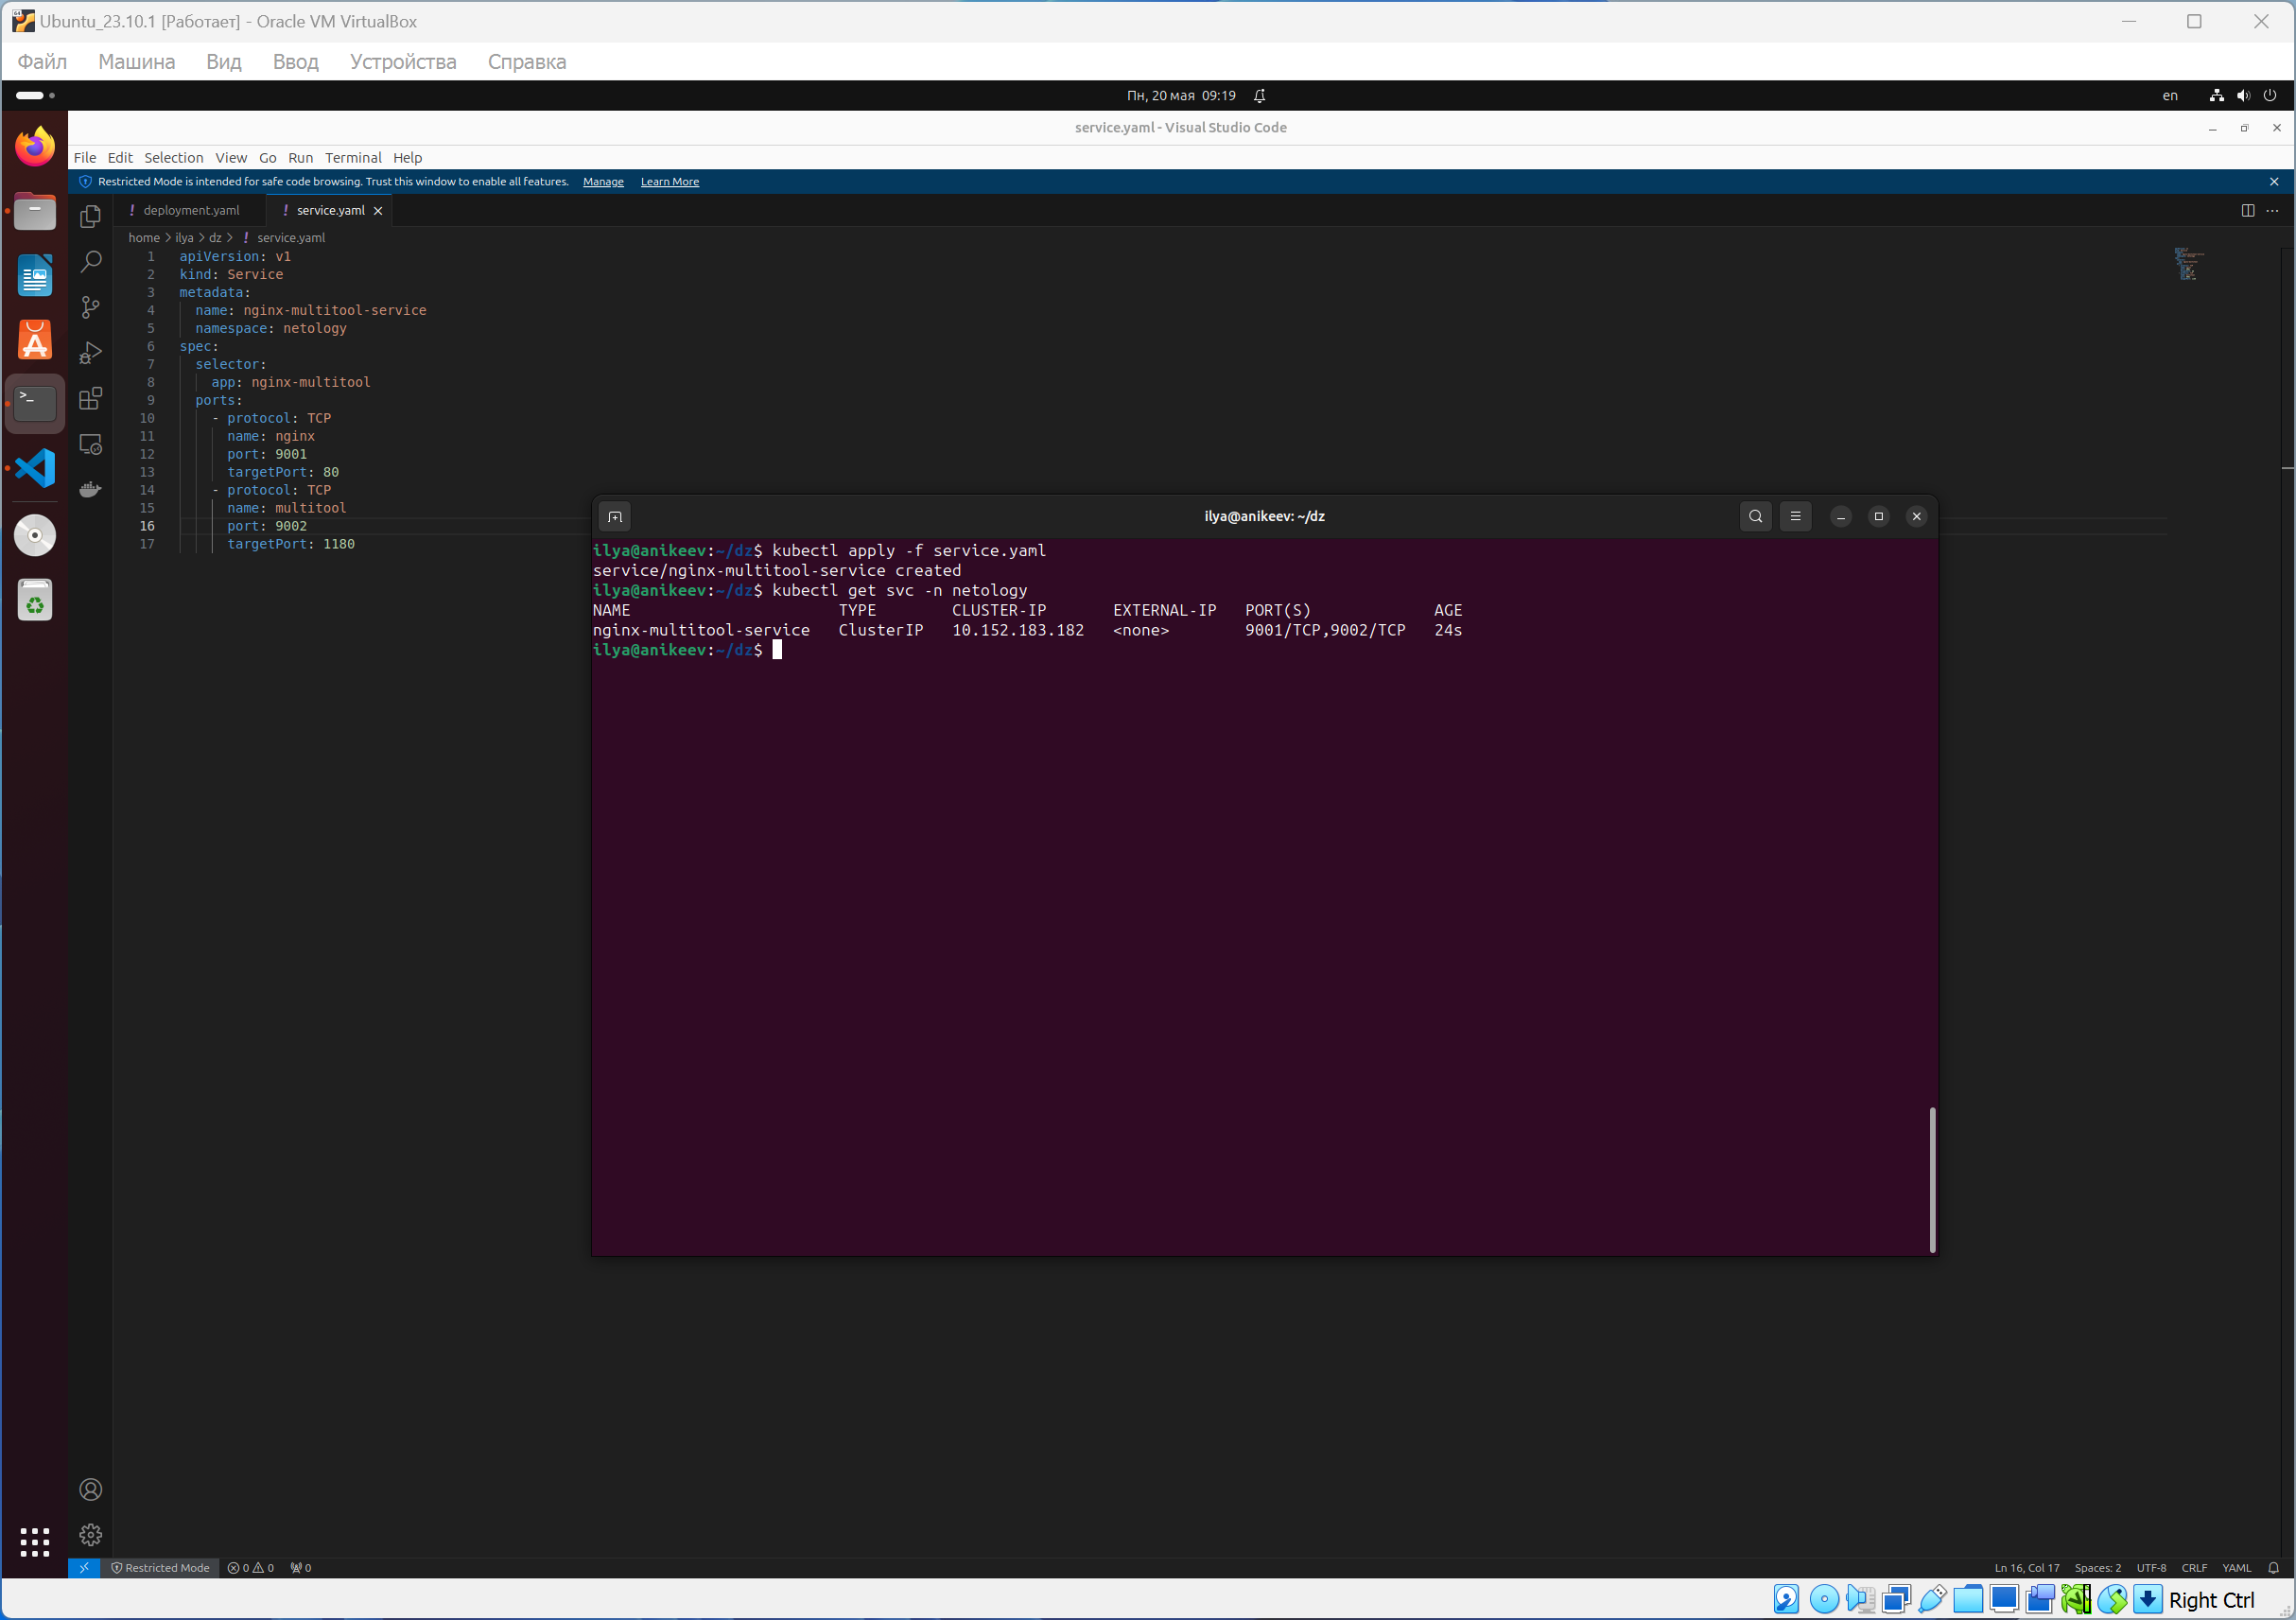 Ubuntu_23.10.1 [Работает] - Oracle VM VirtualBox
Файл Машина Вид Ввод Устройства Справка
Пн, 20 мая 09:19
en
service.yaml - Visual Studio Code
File Edit Selection View Go Run Terminal Help
Restricted Mode is intended for safe code browsing. Trust this window to enable all features. Manage Learn More
! deployment.yaml ! service.yaml
home > ilya > dz > ! service.yaml
1 apiVersion: v1
2 kind: Service
3 metadata:
4 name: nginx-multitool-service
5 namespace: netology
6 spec:
7 selector:
8 app: nginx-multitool
9 ports:
10 - protocol: TCP
11 name: nginx
12 port: 9001
13 targetPort: 80
14 - protocol: TCP
15 name: multitool
16 port: 9002
17 targetPort: 1180
ilya@anikeev: ~/dz
ilya@anikeev:~/dz$ kubectl apply -f service.yaml
service/nginx-multitool-service created
ilya@anikeev:~/dz$ kubectl get svc -n netology
NAME TYPE CLUSTER-IP EXTERNAL-IP PORT(S) AGE
nginx-multitool-service ClusterIP 10.152.183.182 <none> 9001/TCP,9002/TCP 24s
ilya@anikeev:~/dz$
Restricted Mode 0 0 0
Ln 16, Col 17 Spaces: 2 UTF-8 CRLF YAML
Right Ctrl